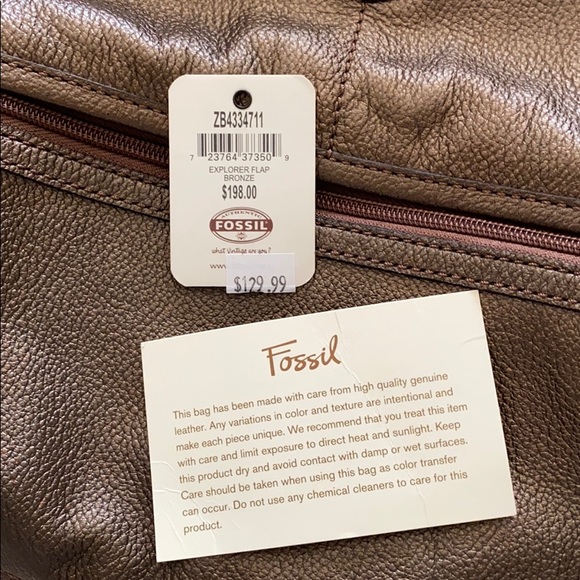 ZB4334711
7 23764 37350 9
EXPLORER FLAP
BRONZE
$198.00
AUTHENTIC
FOSSIL
what Vintage are you?
www.
$129.99
Fossil
This bag has been made with care from high quality genuine
leather. Any variations in color and texture are intentional and
make each piece unique. We recommend that you treat this item
with care and limit exposure to direct heat and sunlight. Keep
this product dry and avoid contact with damp or wet surfaces.
Care should be taken when using this bag as color transfer
can occur. Do not use any chemical cleaners to care for this
product.